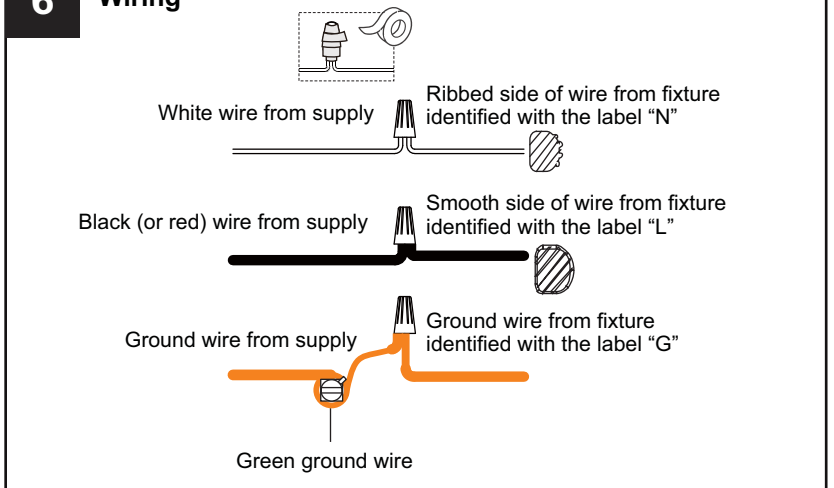 6 Wiring
White wire from supply
Ribbed side of wire from fixture
identified with the label “N”
Black (or red) wire from supply
Smooth side of wire from fixture
identified with the label “L”
Ground wire from supply
Ground wire from fixture
identified with the label “G”
Green ground wire